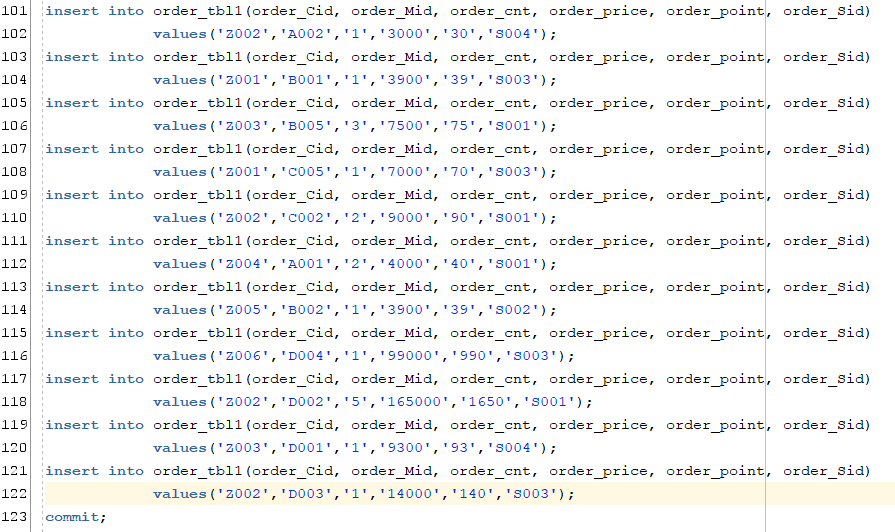 101 insert into order_tbl1(order_Cid, order_Mid, order_cnt, order_price, order_point, order_Sid)
102 values('Z002','A002','1','3000','30','S004');
103 insert into order_tbl1(order_Cid, order_Mid, order_cnt, order_price, order_point, order_Sid)
104 values('Z001','B001','1','3900','39','S003');
105 insert into order_tbl1(order_Cid, order_Mid, order_cnt, order_price, order_point, order_Sid)
106 values('Z003','B005','3','7500','75','S001');
107 insert into order_tbl1(order_Cid, order_Mid, order_cnt, order_price, order_point, order_Sid)
108 values('Z001','C005','1','7000','70','S003');
109 insert into order_tbl1(order_Cid, order_Mid, order_cnt, order_price, order_point, order_Sid)
110 values('Z002','C002','2','9000','90','S001');
111 insert into order_tbl1(order_Cid, order_Mid, order_cnt, order_price, order_point, order_Sid)
112 values('Z004','A001','2','4000','40','S001');
113 insert into order_tbl1(order_Cid, order_Mid, order_cnt, order_price, order_point, order_Sid)
114 values('Z005','B002','1','3900','39','S002');
115 insert into order_tbl1(order_Cid, order_Mid, order_cnt, order_price, order_point, order_Sid)
116 values('Z006','D004','1','99000','990','S003');
117 insert into order_tbl1(order_Cid, order_Mid, order_cnt, order_price, order_point, order_Sid)
118 values('Z002','D002','5','165000','1650','S001');
119 insert into order_tbl1(order_Cid, order_Mid, order_cnt, order_price, order_point, order_Sid)
120 values('Z003','D001','1','9300','93','S004');
121 insert into order_tbl1(order_Cid, order_Mid, order_cnt, order_price, order_point, order_Sid)
122 values('Z002','D003','1','14000','140','S003');
123 commit;